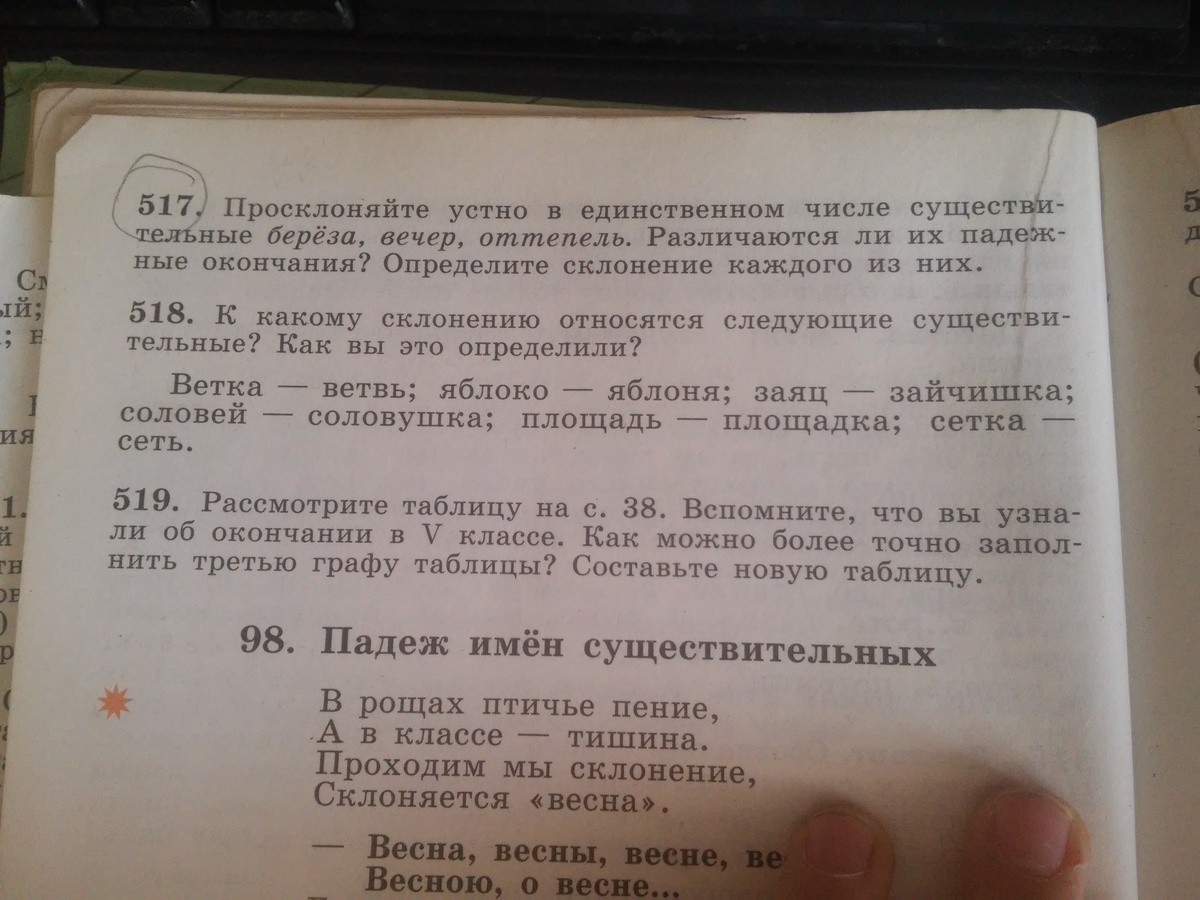 517. Просклоняйте устно в единственном числе существи-
тельные берёза, вечер, оттепель. Различаются ли их падеж-
ные окончания? Определите склонение каждого из них.
518. К какому склонению относятся следующие существи-
тельные? Как вы это определили?
Ветка — ветвь; яблоко — яблоня; заяц — зайчишка;
соловей — соловушка; площадь — площадка; сетка —
сеть.
519. Рассмотрите таблицу на с. 38. Вспомните, что вы узна-
ли об окончании в V классе. Как можно более точно запол-
нить третью графу таблицы? Составьте новую таблицу.
98. Падеж имён существительных
В рощах птичье пение,
А в классе — тишина.
Проходим мы склонение,
Склоняется «весна».
— Весна, весны, весне, ве
Весною, о весне...